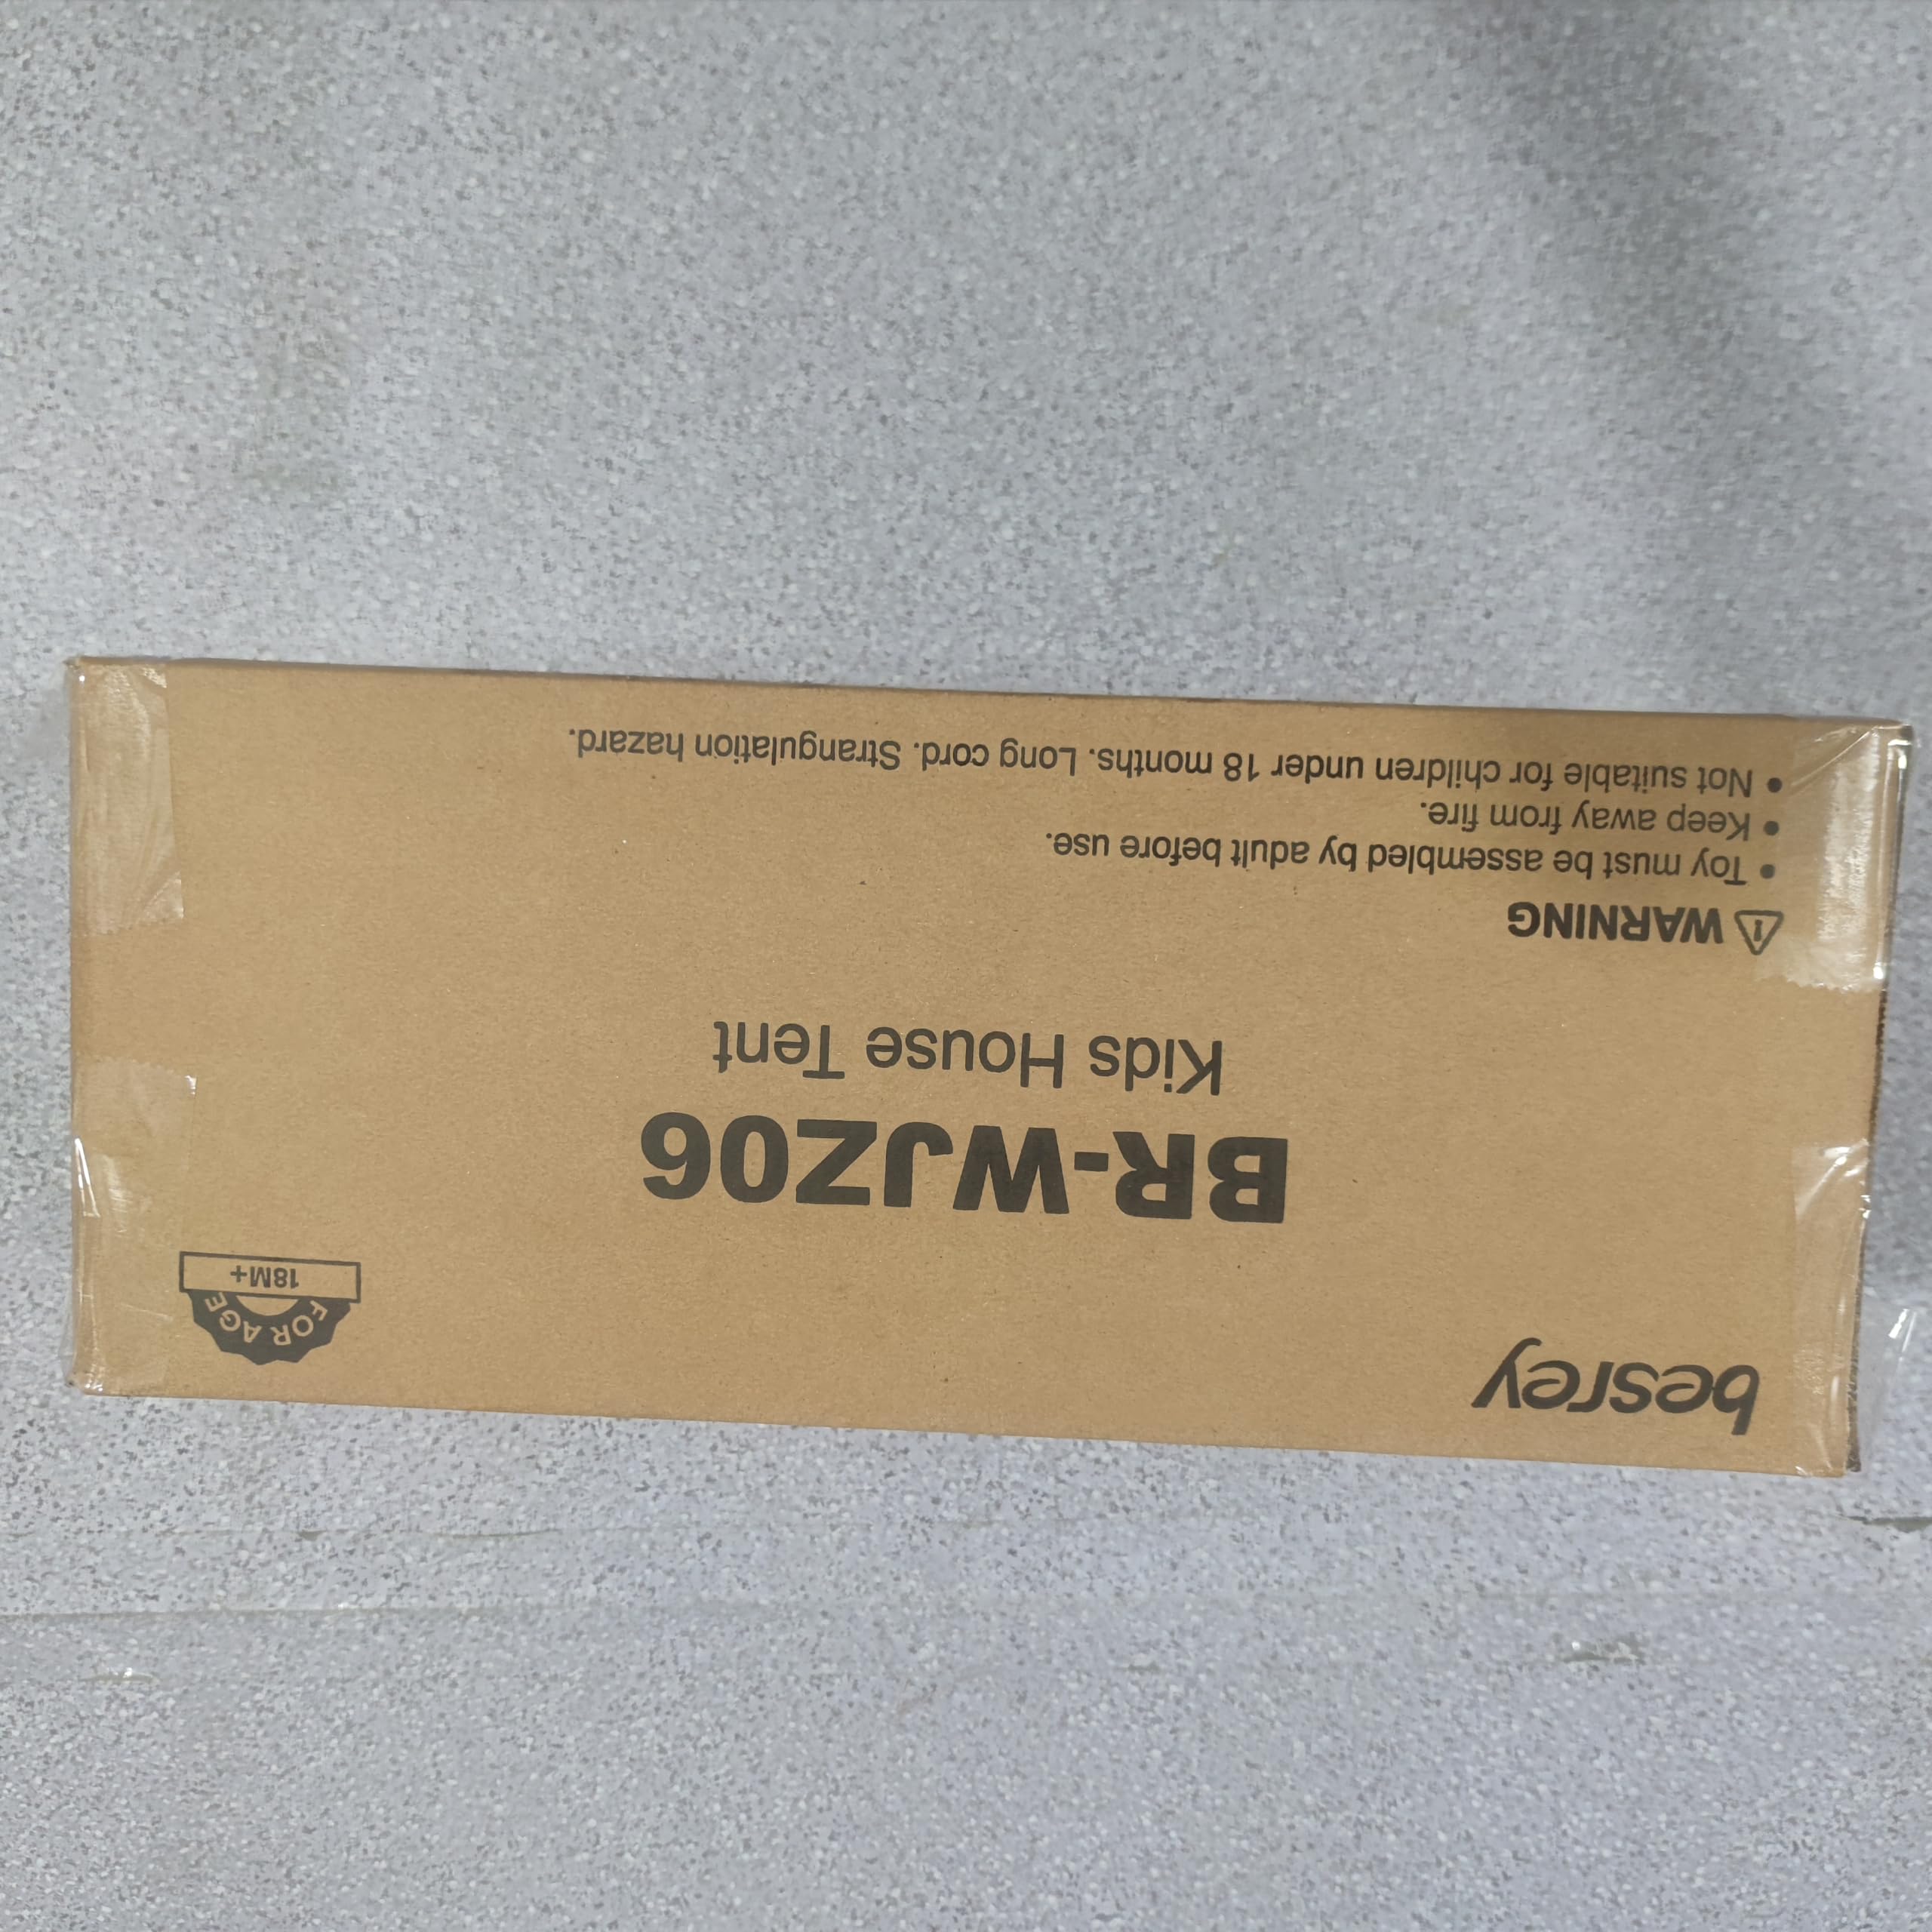 besrey
FOR AGE
18M+
BR-WJZ06
Kids House Tent
WARNING
• Toy must be assembled by adult before use.
• Keep away from fire.
• Not suitable for children under 18 months. Long cord. Strangulation hazard.